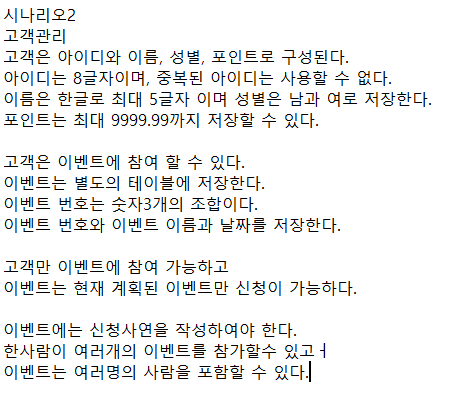 시나리오2
고객관리
고객은 아이디와 이름, 성별, 포인트로 구성된다.
아이디는 8글자이며, 중복된 아이디는 사용할 수 없다.
이름은 한글로 최대 5글자 이며 성별은 남과 여로 저장한다.
포인트는 최대 9999.99까지 저장할 수 있다.
고객은 이벤트에 참여 할 수 있다.
이벤트는 별도의 테이블에 저장한다.
이벤트 번호는 숫자3개의 조합이다.
이벤트 번호와 이벤트 이름과 날짜를 저장한다.
고객만 이벤트에 참여 가능하고
이벤트는 현재 계획된 이벤트만 신청이 가능하다.
이벤트에는 신청사연을 작성하여야 한다.
한사람이 여러개의 이벤트를 참가할수 있고ㅕ
이벤트는 여러명의 사람을 포함할 수 있다.